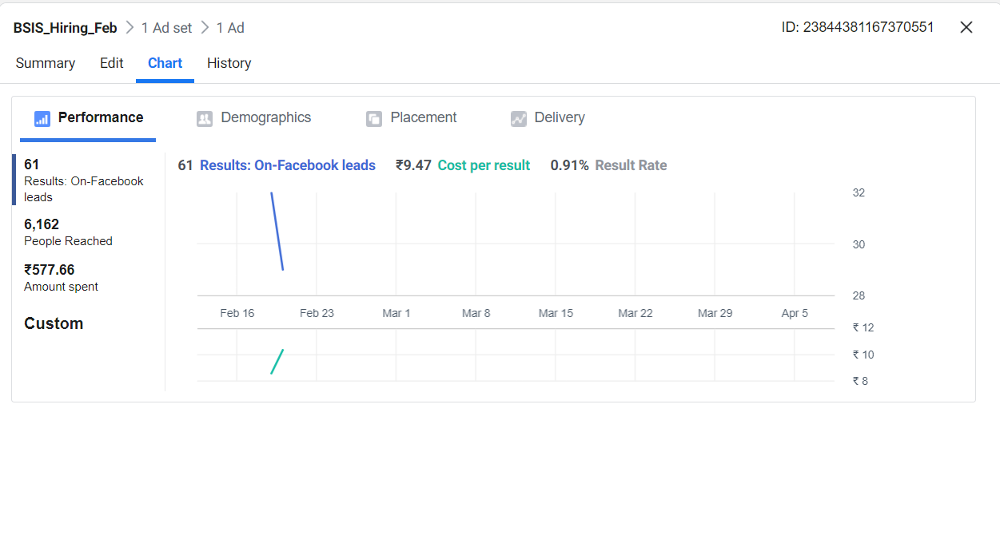 BSIS_Hiring_Feb > 1 Ad set > 1 Ad ID: 23844381167370551
Summary Edit Chart History
Performance Demographics Placement Delivery
61
Results: On-Facebook
leads
6,162
People Reached
₹577.66
Amount spent
Custom
61 Results: On-Facebook leads ₹9.47 Cost per result 0.91% Result Rate
32
30
28
Feb 16 Feb 23 Mar 1 Mar 8 Mar 15 Mar 22 Mar 29 Apr 5
₹ 12
₹ 10
₹ 8